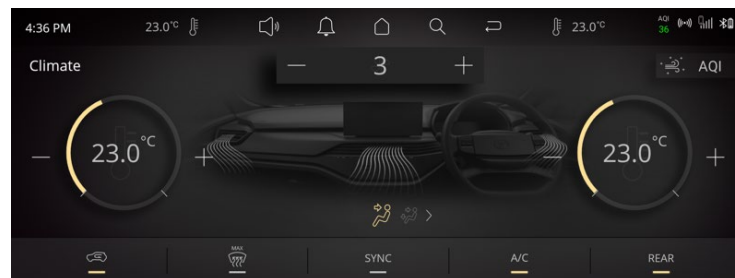 4:36 PM 23.0°C 23.0°C AQI 36
Climate 3 AQI
23.0°C 23.0°C
MAX
SYNC A/C REAR